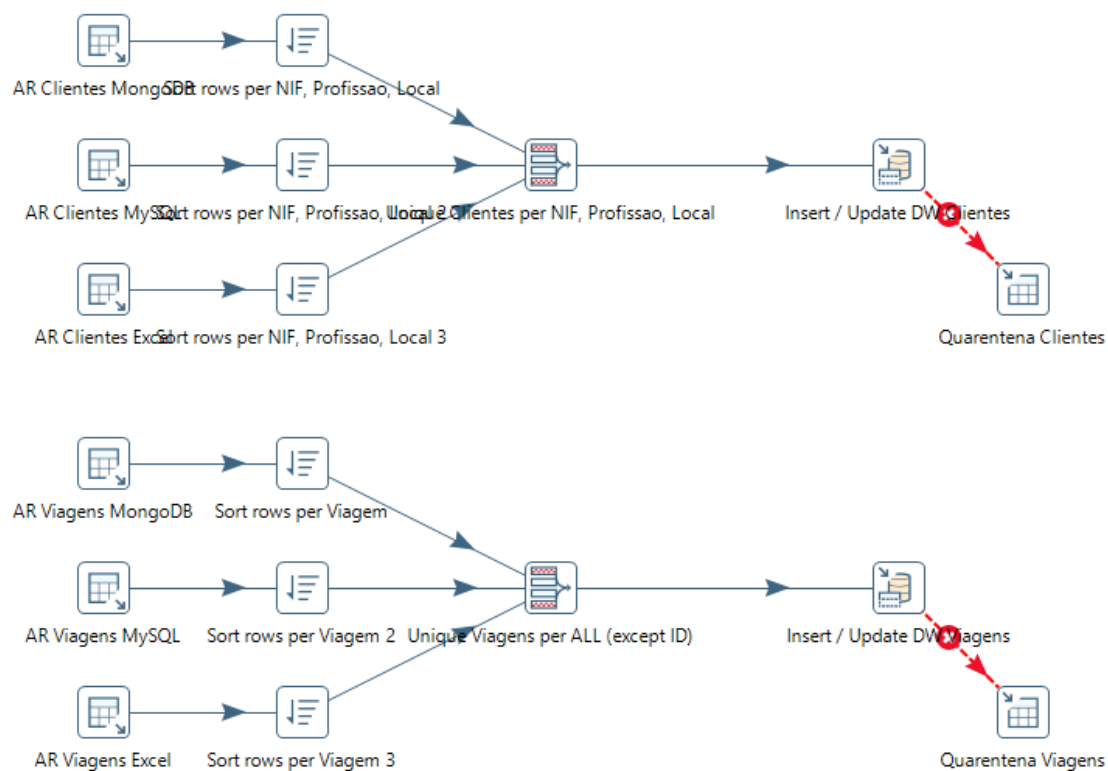 AR Clientes MongoDB
Sort rows per NIF, Profissao, Local
AR Clientes MySQL
Sort rows per NIF, Profissao, Local 2
Unique Clientes per NIF, Profissao, Local
Insert / Update DW Clientes
AR Clientes Excel
Sort rows per NIF, Profissao, Local 3
Quarentena Clientes
AR Viagens MongoDB
Sort rows per Viagem
AR Viagens MySQL
Sort rows per Viagem 2
Unique Viagens per ALL (except ID)
Insert / Update DW Viagens
AR Viagens Excel
Sort rows per Viagem 3
Quarentena Viagens